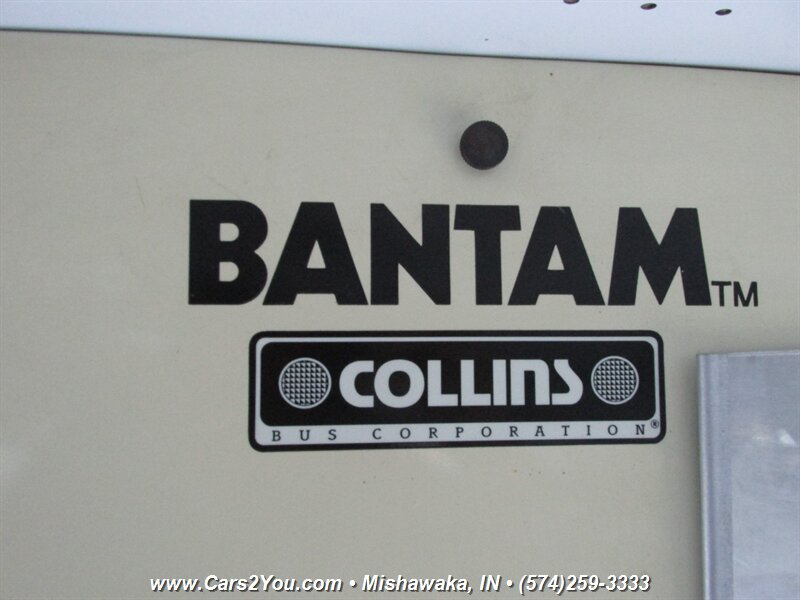 BANTAM™
COLLINS
BUS CORPORATION®
www.Cars2You.com • Mishawaka, IN • (574)259-3333